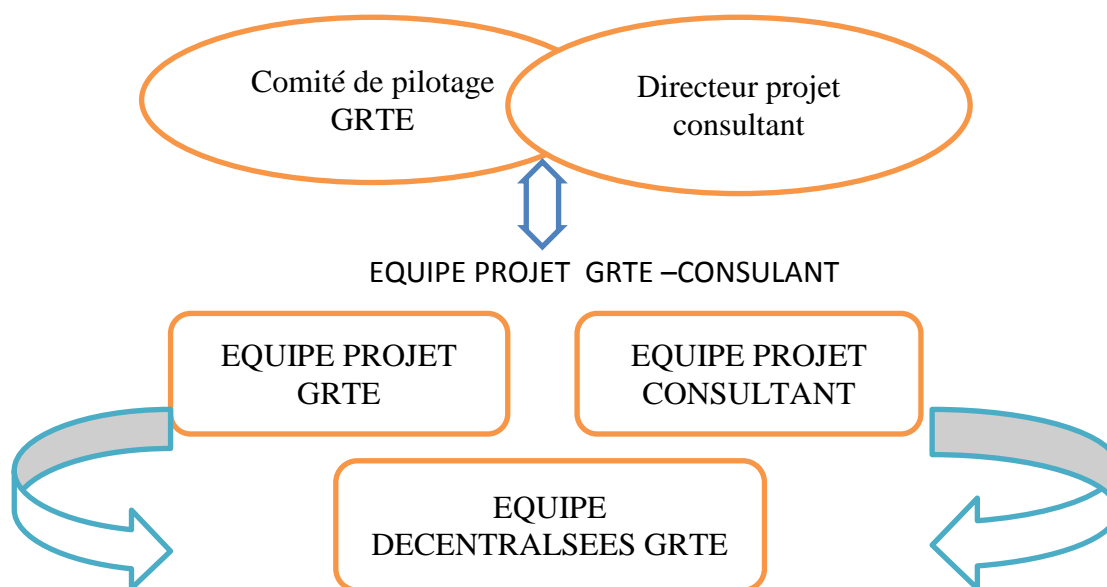 Comité de pilotage
GRTE
Directeur projet
consultant
EQUIPE PROJET GRTE –CONSULANT
EQUIPE PROJET
GRTE
EQUIPE PROJET
CONSULTANT
EQUIPE
DECENTRALSEES GRTE